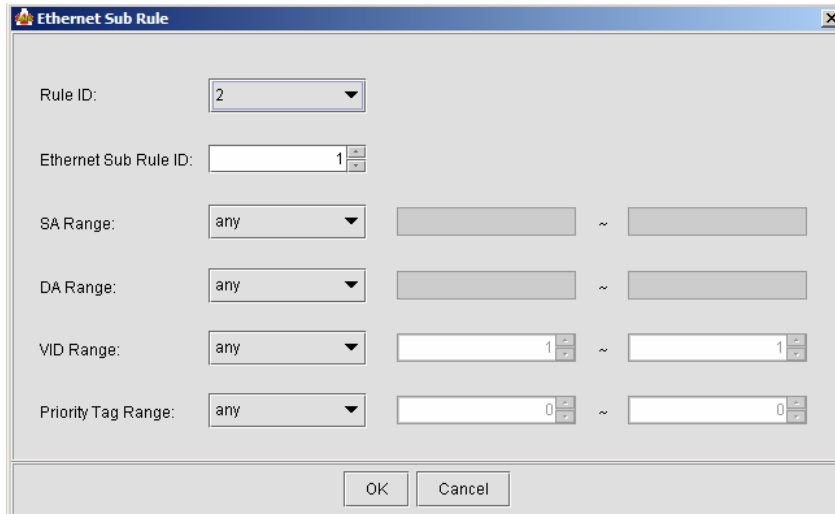 Ethernet Sub Rule
Rule ID: 2
Ethernet Sub Rule ID: 1
SA Range: any ~
DA Range: any ~
VID Range: any 1 ~ 1
Priority Tag Range: any 0 ~ 0
OK Cancel